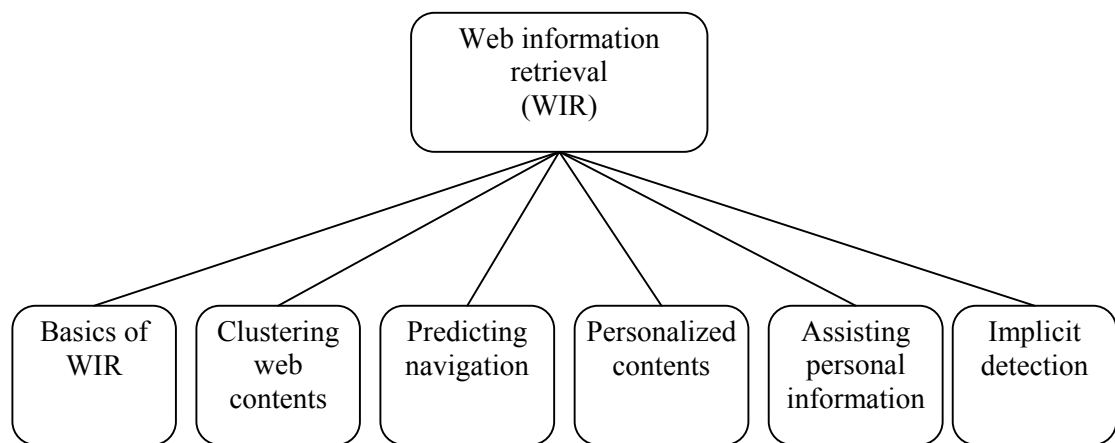 Web information
retrieval
(WIR)
Basics of
WIR
Clustering
web
contents
Predicting
navigation
Personalized
contents
Assisting
personal
information
Implicit
detection